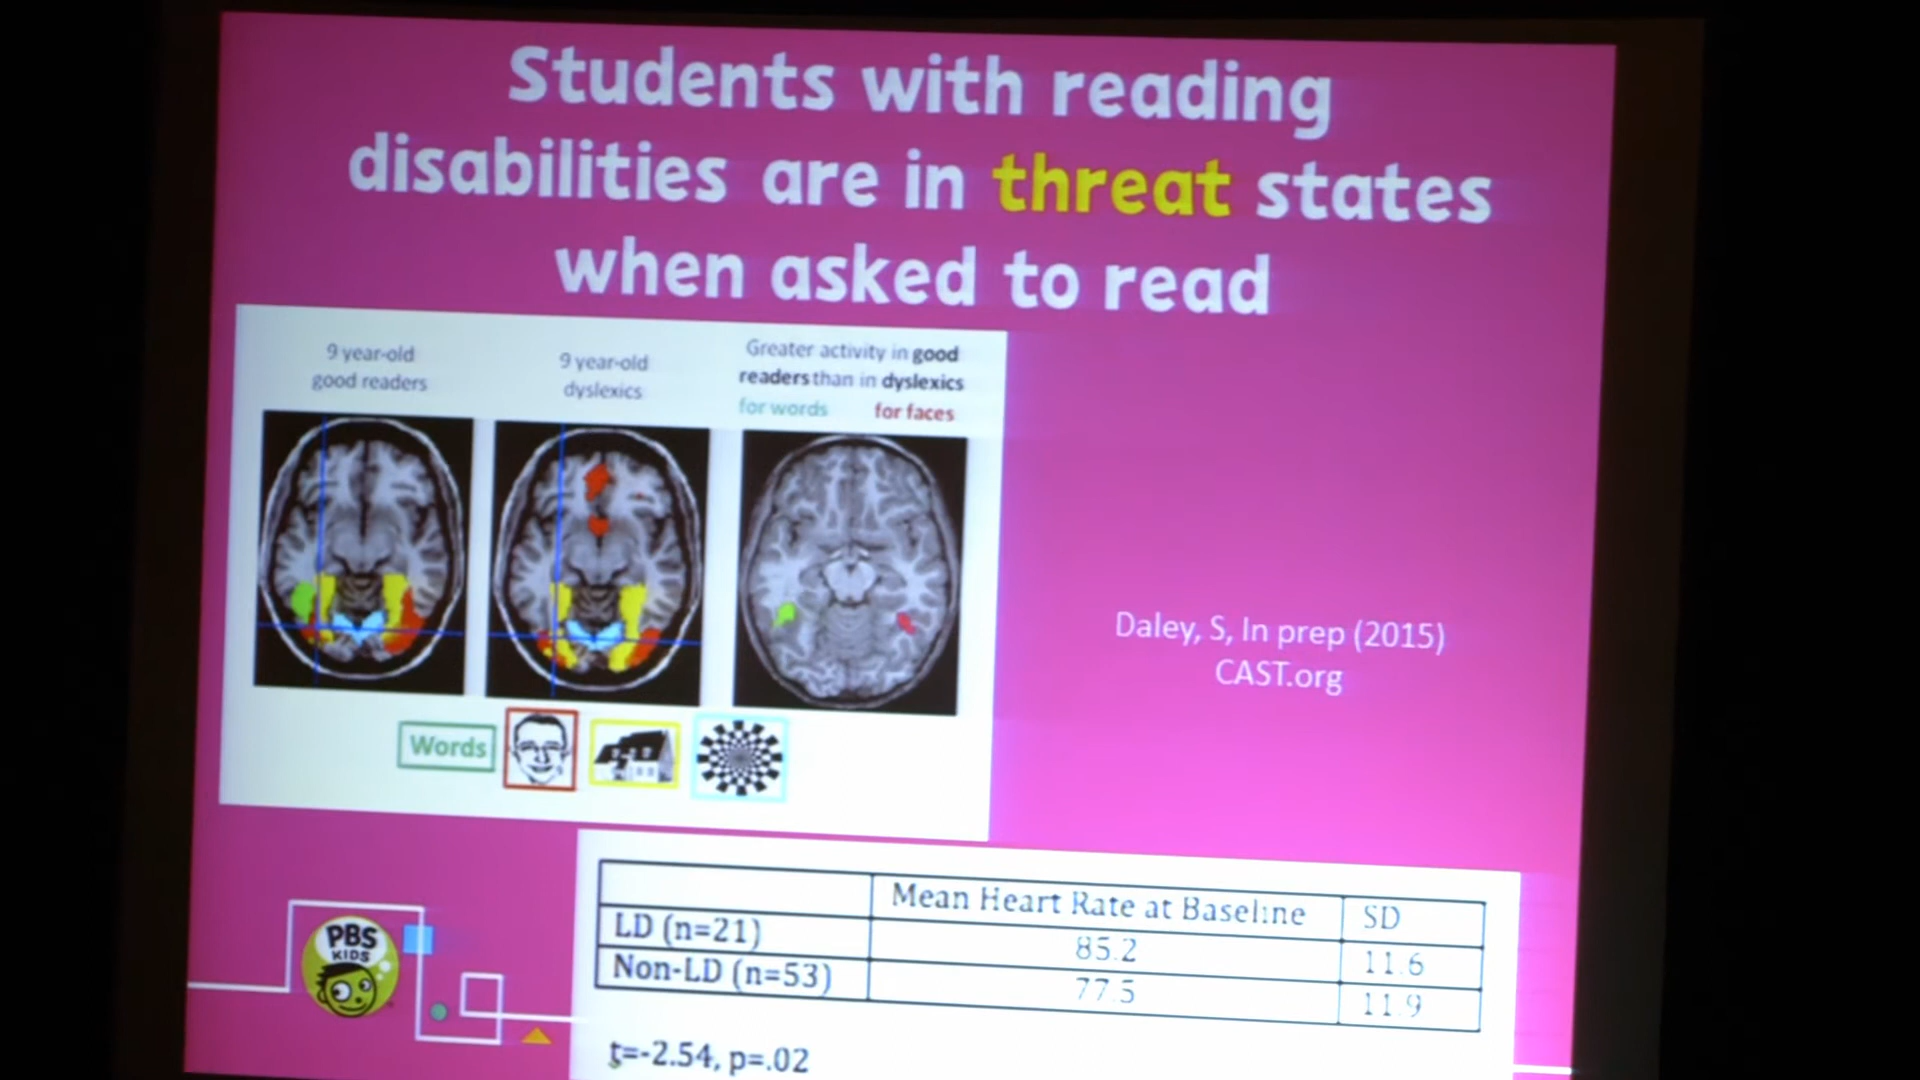 Students with reading
disabilities are in threat states
when asked to read
9 year-old
good readers
9 year-old
dyslexics
Greater activity in good
readers than in dyslexics
for words for faces
Words
Daley, S, In prep (2015)
CAST.org
PBS
KIDS
Mean Heart Rate at Baseline SD
LD (n=21) 85.2 11.6
Non-LD (n=53) 77.5 11.9
t=-2.54, p=.02